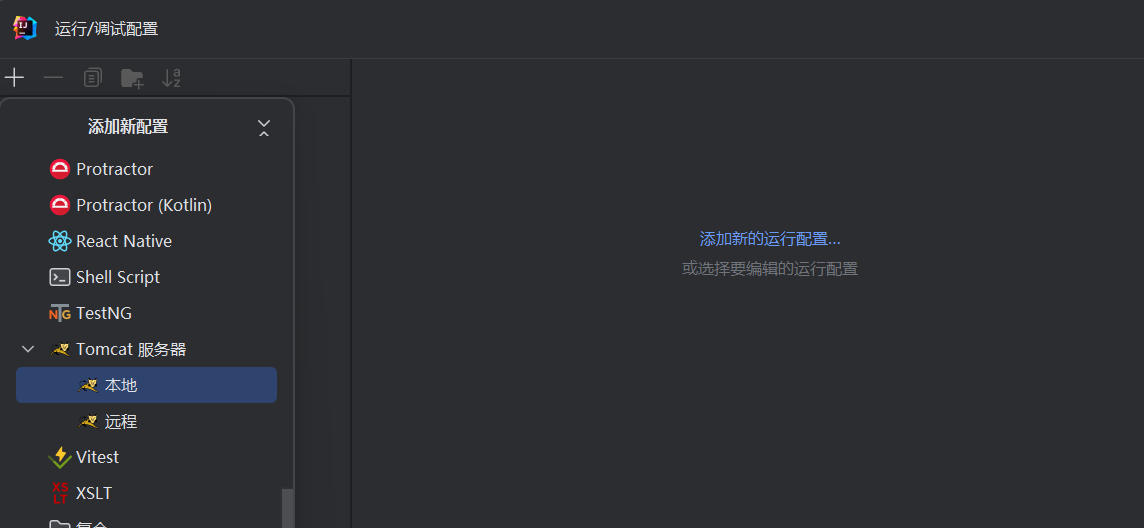 运行/调试配置
添加新配置
Protractor
Protractor (Kotlin)
React Native
Shell Script
TestNG
Tomcat 服务器
本地
远程
Vitest
XSLT
复合
添加新的运行配置...
或选择要编辑的运行配置